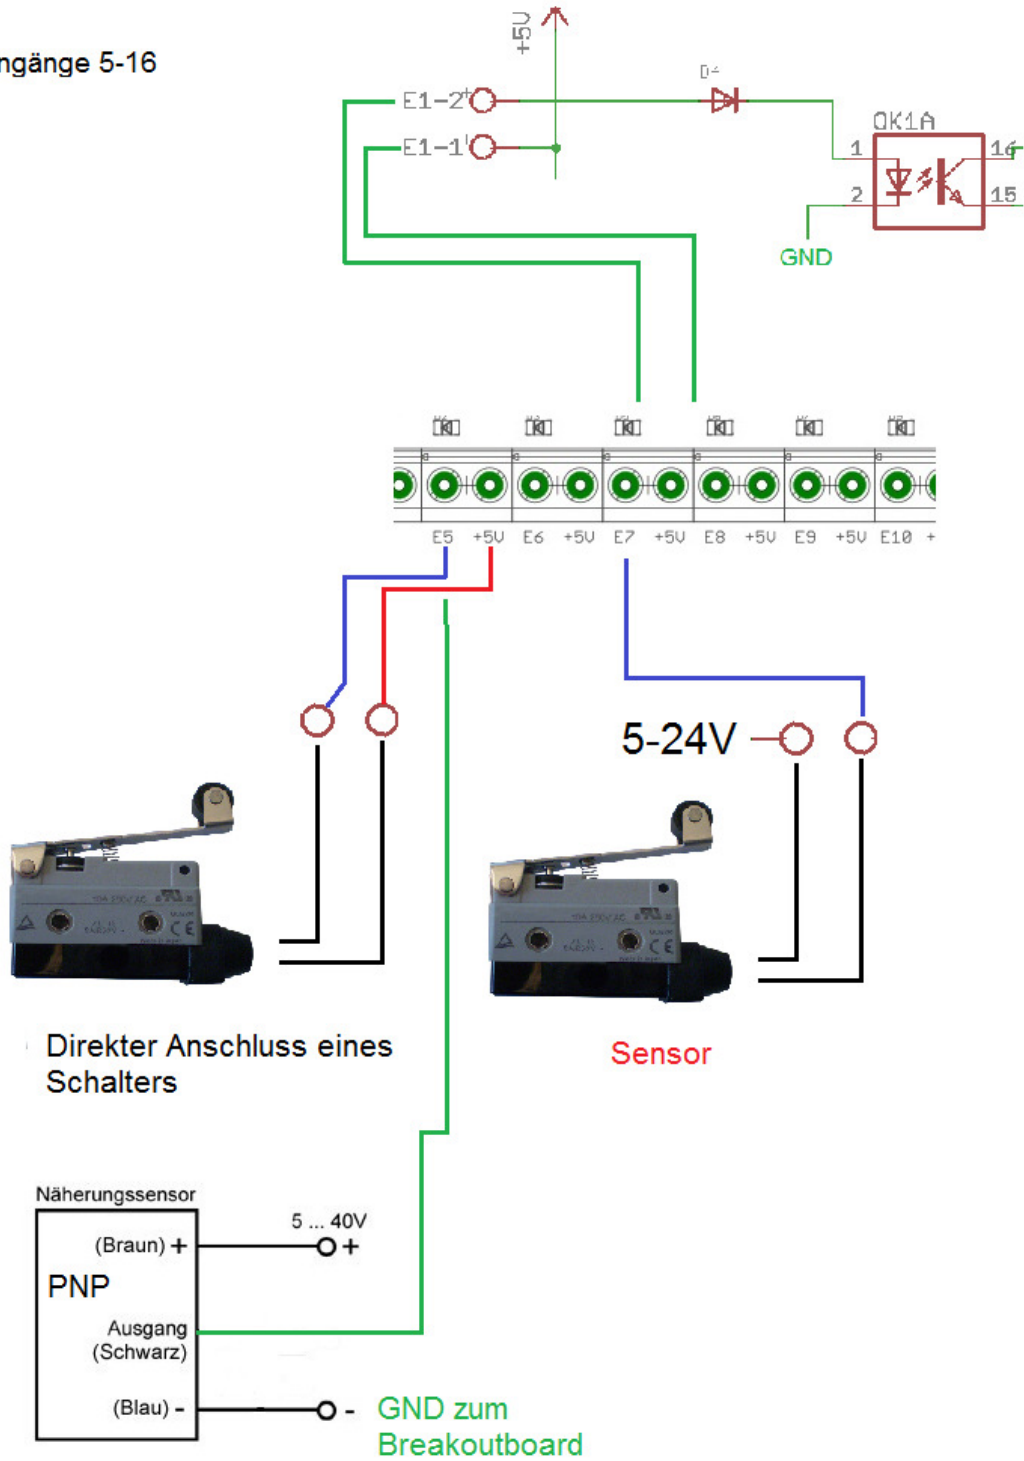 ngänge 5-16
+5V
D4
E1-2
E1-1
OK1A
1
16
2
15
GND
E5 +5V E6 +5V E7 +5V E8 +5V E9 +5V E10 +
5-24V
Direkter Anschluss eines
Schalters
Sensor
Näherungssensor
5 ... 40V
(Braun) +
+
PNP
Ausgang
(Schwarz)
(Blau) -
-
GND zum
Breakoutboard